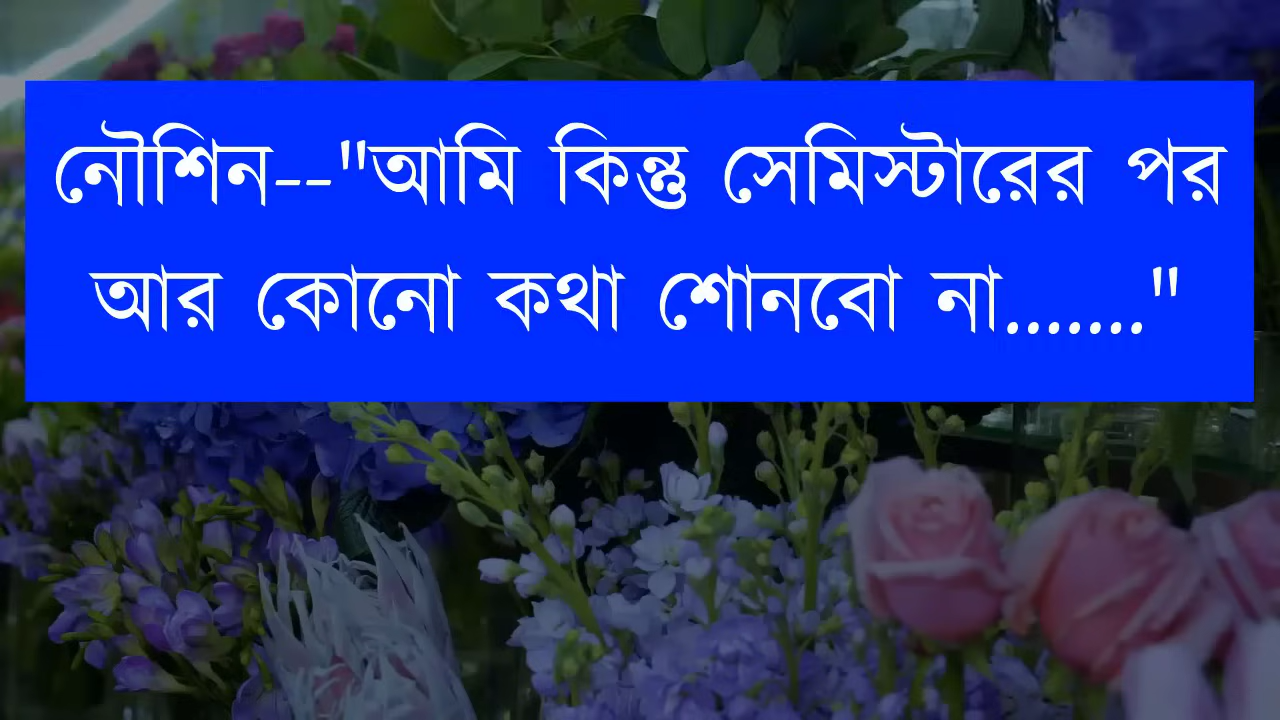 নৌশিন--"আমি কিন্তু সেমিস্টারের পর
আর কোনো কথা শোনবো না......."